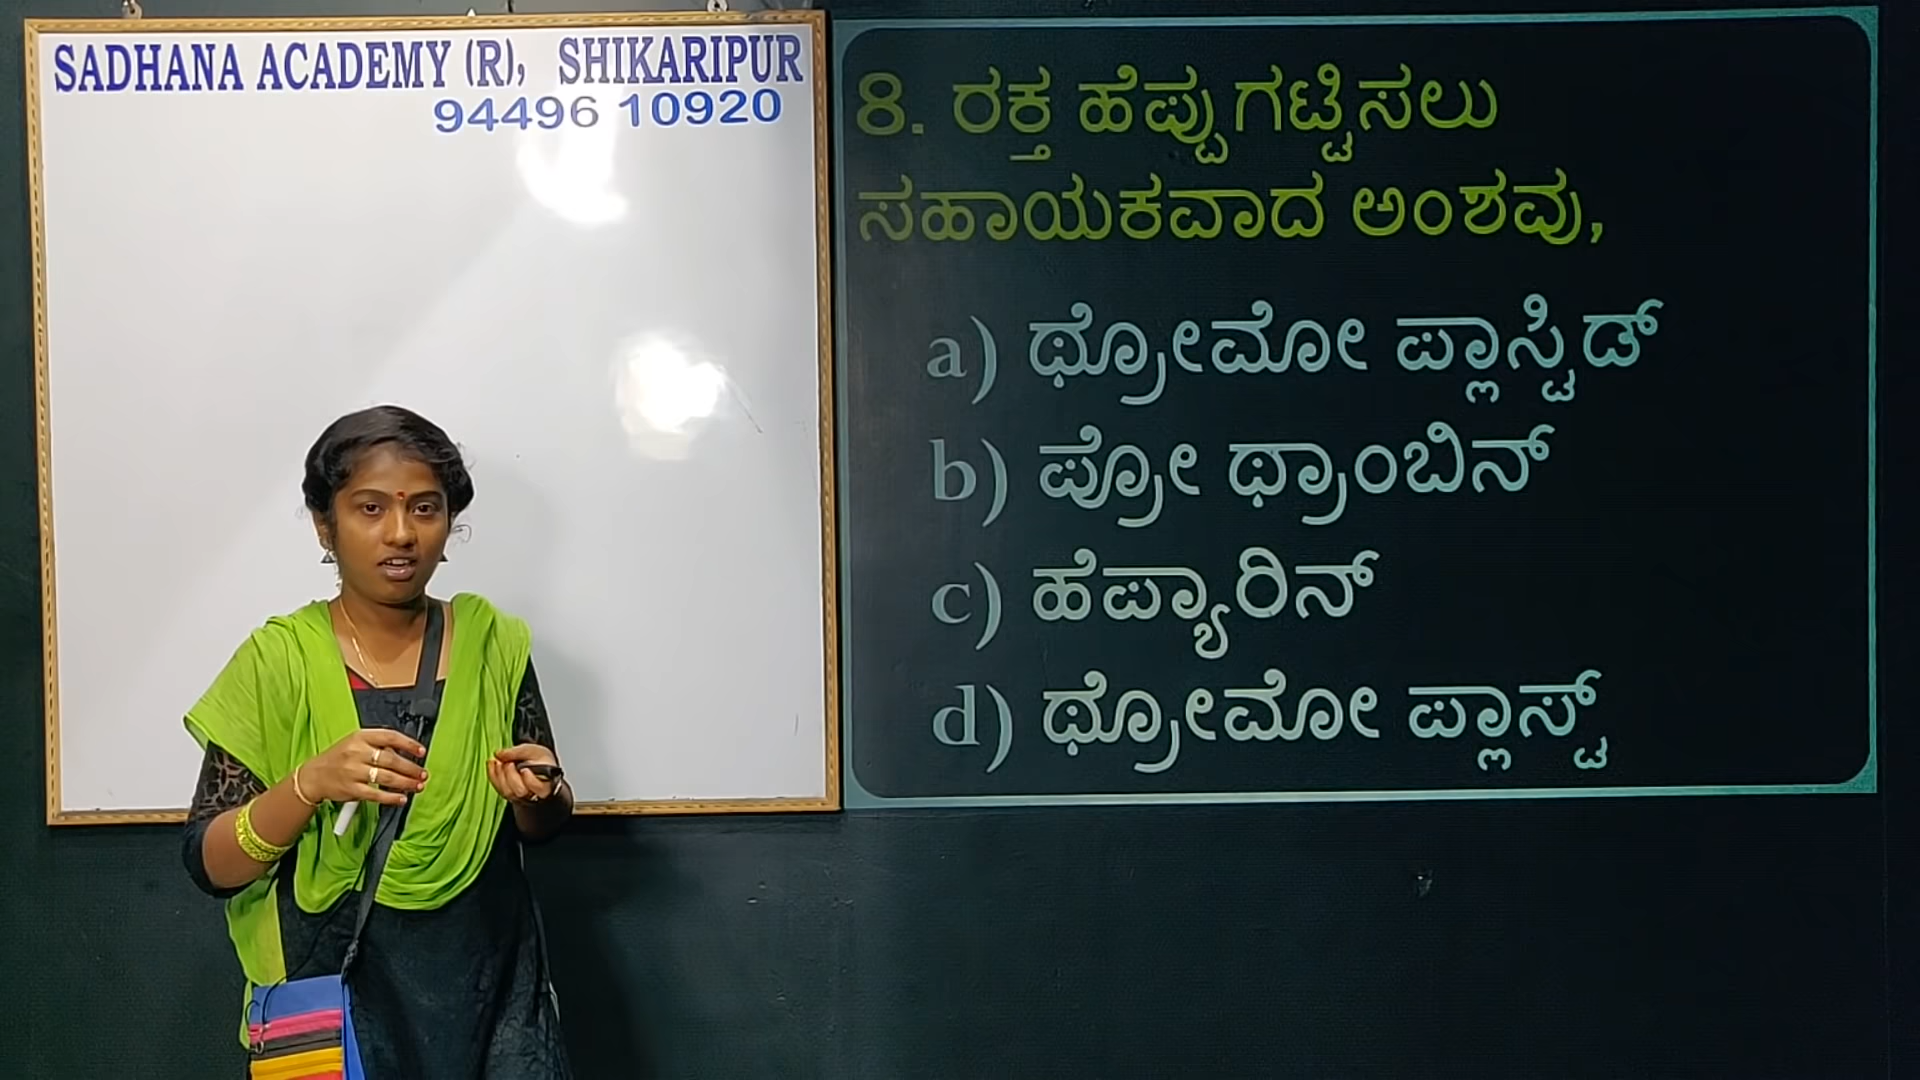 SADHANA ACADEMY (R), SHIKARIPUR
94496 10920
8. ರಕ್ತ ಹೆಪ್ಪುಗಟ್ಟಿಸಲು
ಸಹಾಯಕವಾದ ಅಂಶವು,
a) ಥ್ರೋಮೋ ಪ್ಲಾಸ್ಟಿಡ್
b) ಪ್ರೋ ಥ್ರಾಂಬಿನ್
c) ಹೆಪ್ಯಾರಿನ್
d) ಥ್ರೋಮೋ ಪ್ಲಾಸ್ಟ್